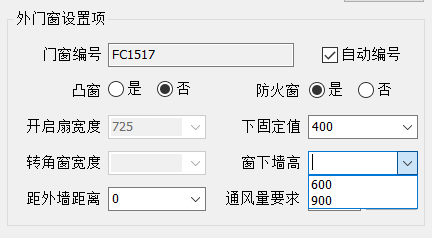 外门窗设置项
门窗编号 FC1517 自动编号
凸窗 是 否 防火窗 是 否
开启扇宽度 725 下固定值 400
转角窗宽度 窗下墙高
600
距外墙距离 0 通风量要求 900